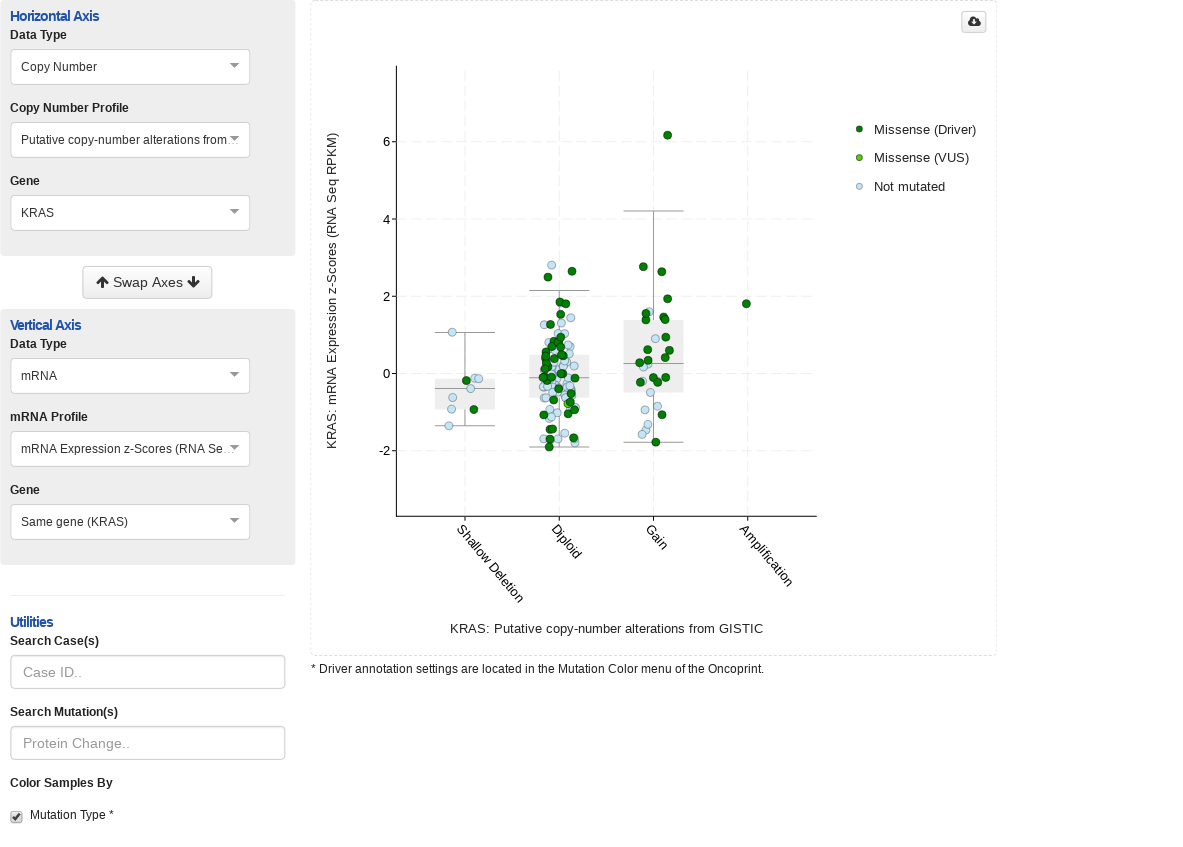 Horizontal Axis
Data Type
Copy Number
Copy Number Profile
Putative copy-number alterations from...
Gene
KRAS
Swap Axes
Vertical Axis
Data Type
mRNA
mRNA Profile
mRNA Expression z-Scores (RNA Se...
Gene
Same gene (KRAS)
Utilities
Search Case(s)
Case ID..
Search Mutation(s)
Protein Change..
Color Samples By
Mutation Type *
KRAS: mRNA Expression z-Scores (RNA Seq RPKM)
6
4
2
0
-2
Shallow Deletion
Diploid
Gain
Amplification
KRAS: Putative copy-number alterations from GISTIC
Missense (Driver)
Missense (VUS)
Not mutated
* Driver annotation settings are located in the Mutation Color menu of the Oncoprint.